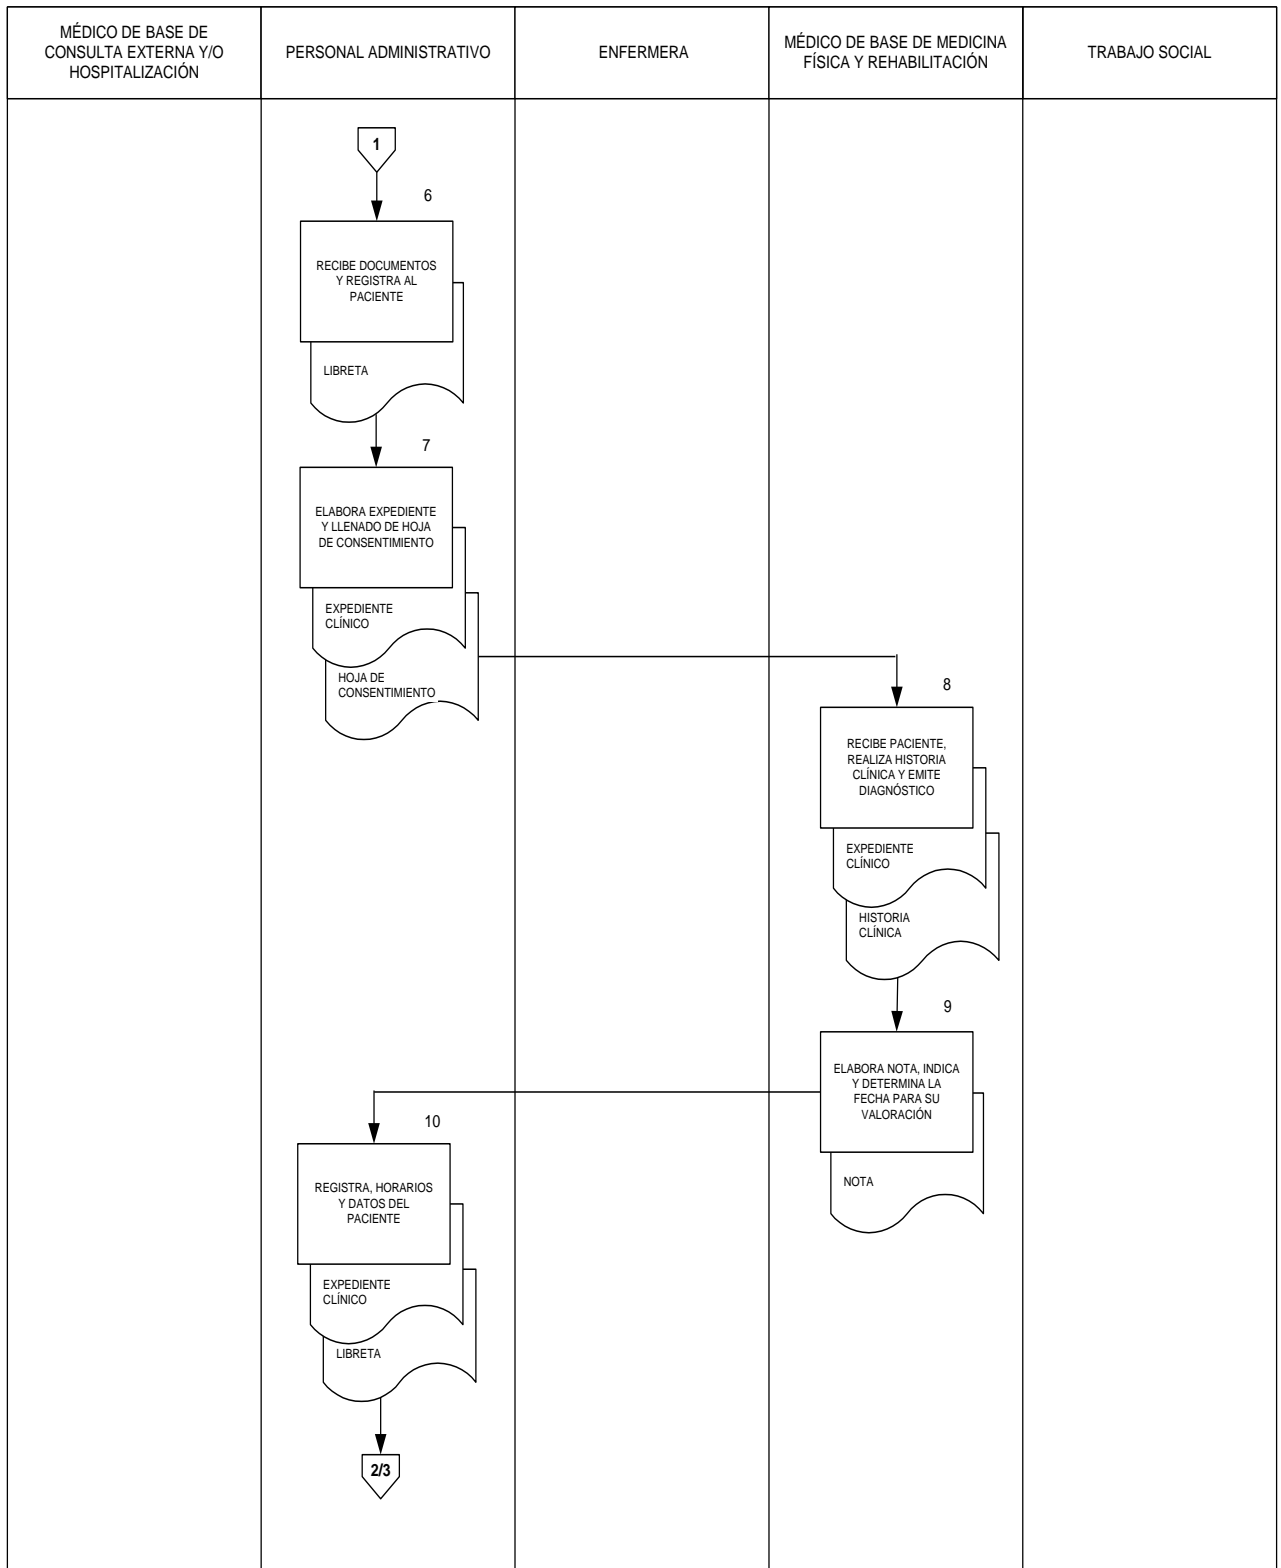 MÉDICO DE BASE DE
CONSULTA EXTERNA Y/O
HOSPITALIZACIÓN
PERSONAL ADMINISTRATIVO
ENFERMERA
MÉDICO DE BASE DE MEDICINA
FÍSICA Y REHABILITACIÓN
TRABAJO SOCIAL
1
6
RECIBE DOCUMENTOS
Y REGISTRA AL
PACIENTE
LIBRETA
7
ELABORA EXPEDIENTE
Y LLENADO DE HOJA
DE CONSENTIMIENTO
EXPEDIENTE
CLÍNICO
HOJA DE
CONSENTIMIENTO
8
RECIBE PACIENTE,
REALIZA HISTORIA
CLÍNICA Y EMITE
DIAGNÓSTICO
EXPEDIENTE
CLÍNICO
HISTORIA
CLÍNICA
9
ELABORA NOTA, INDICA
Y DETERMINA LA
FECHA PARA SU
VALORACIÓN
NOTA
10
REGISTRA, HORARIOS
Y DATOS DEL
PACIENTE
EXPEDIENTE
CLÍNICO
LIBRETA
2/3